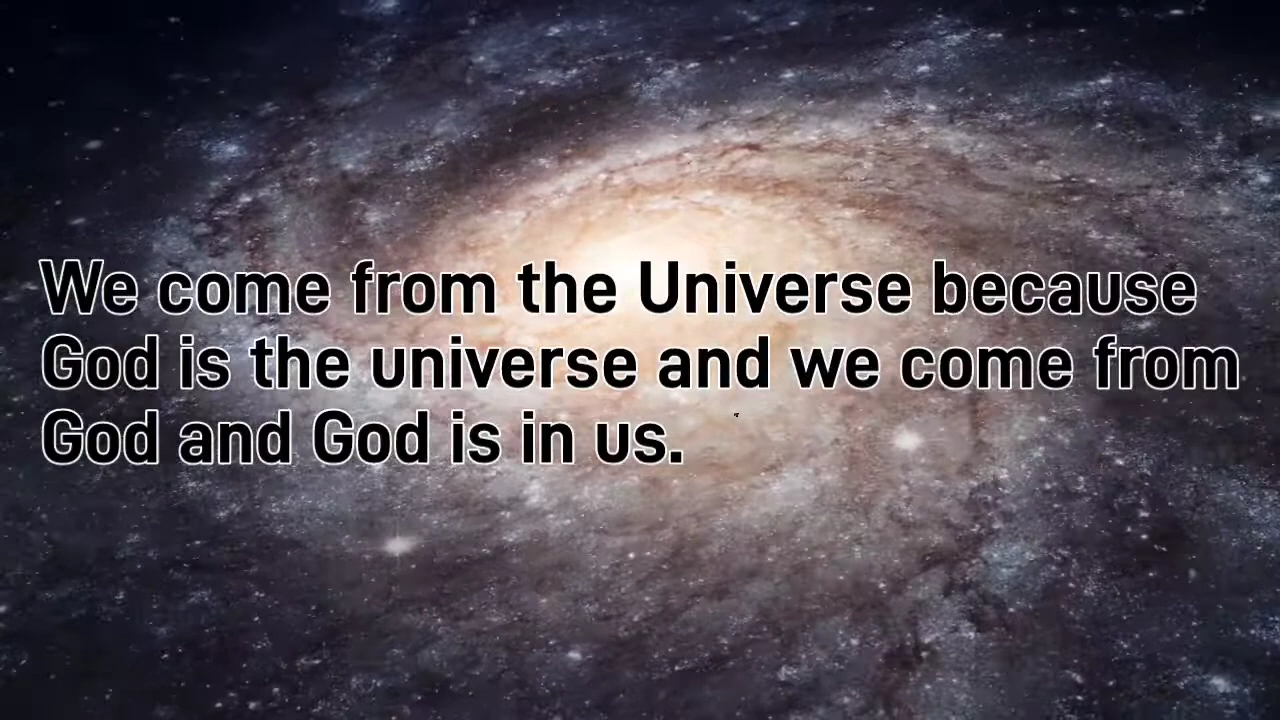 We come from the Universe because
God is the universe and we come from
God and God is in us.